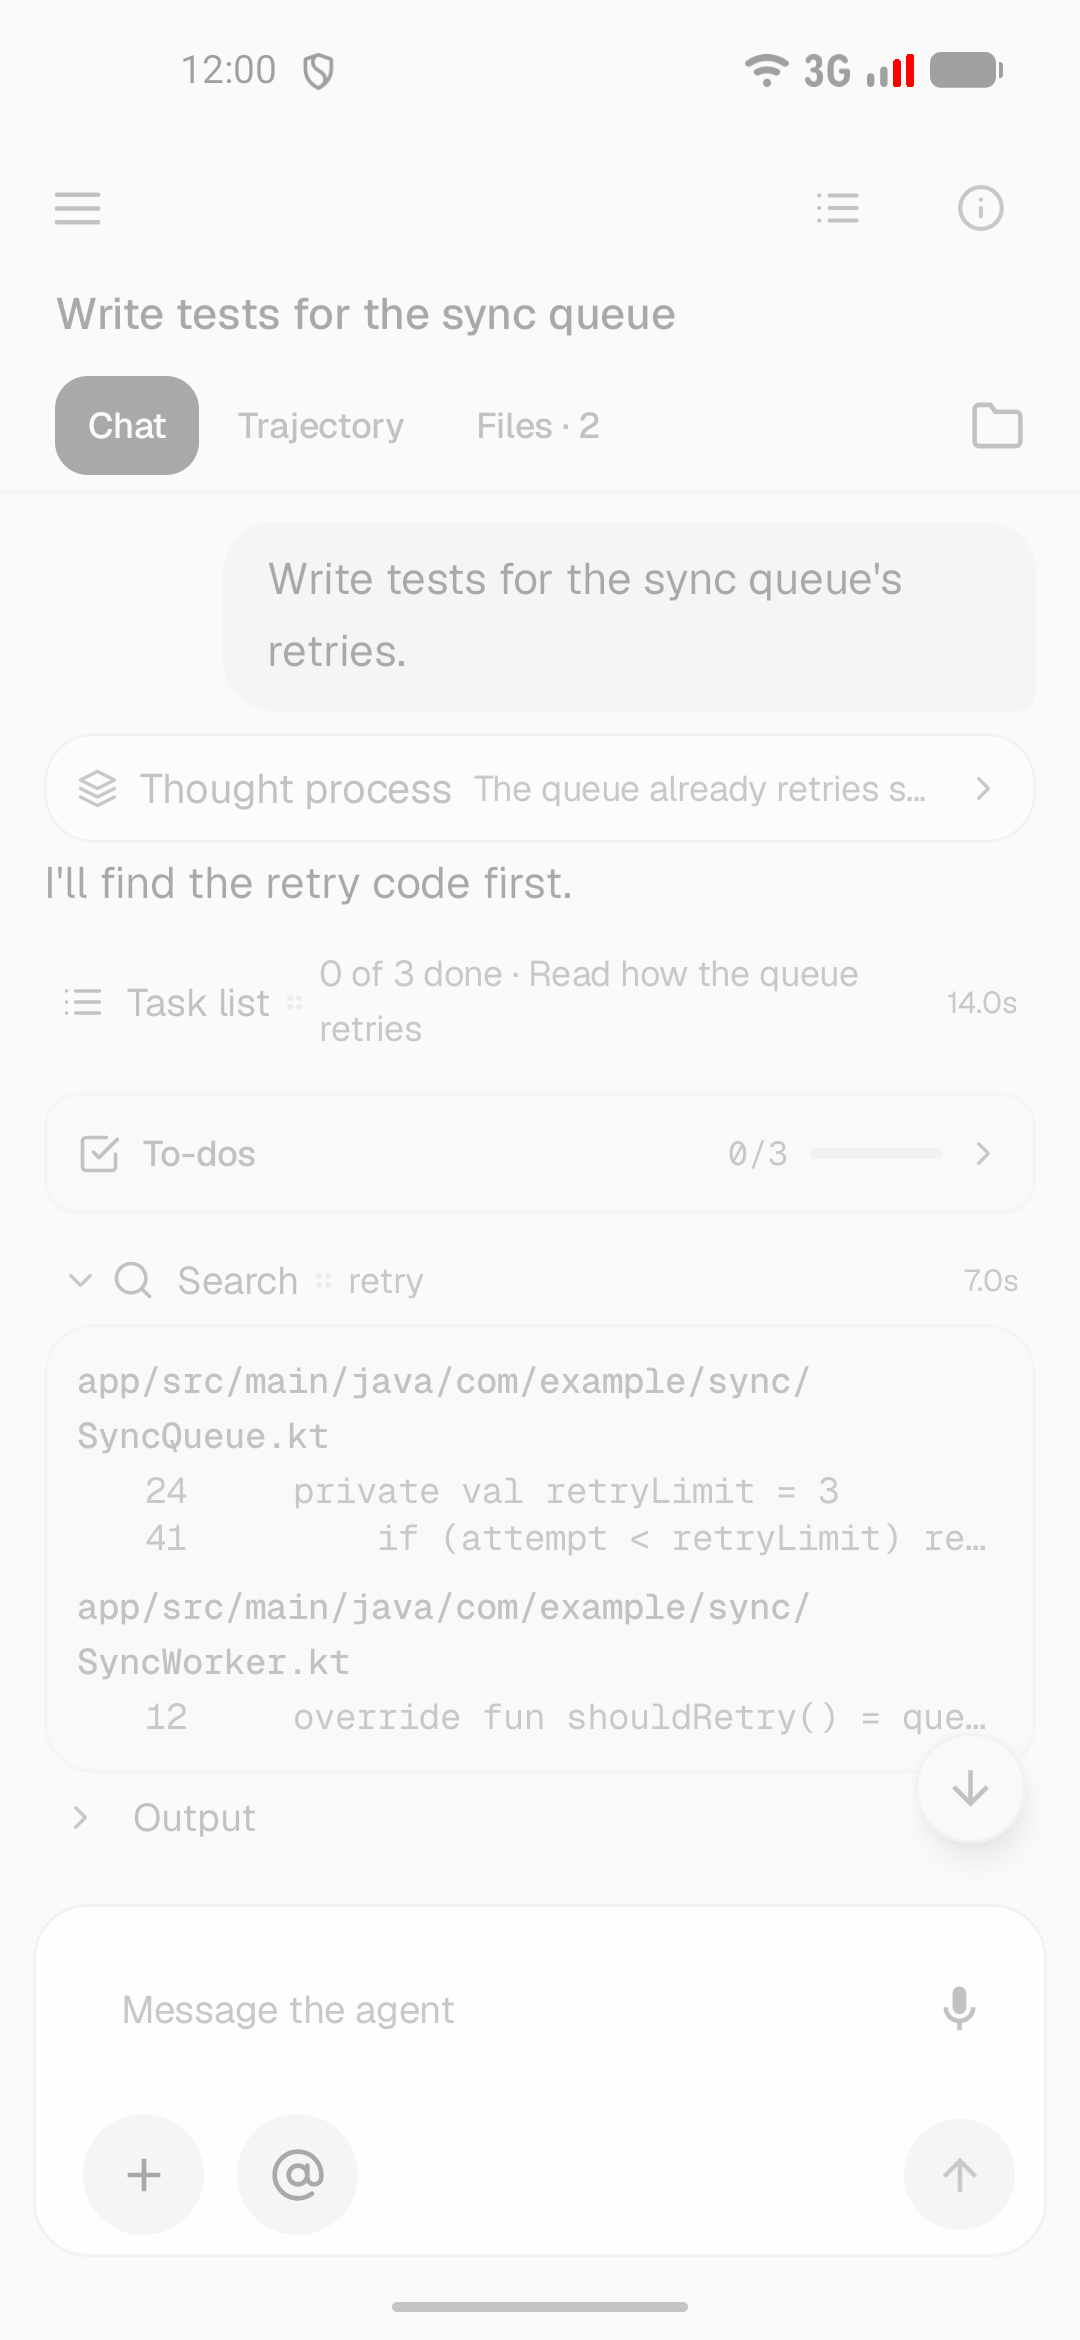 12:00
3G
Write tests for the sync queue
Chat
Trajectory
Files · 2
Write tests for the sync queue's
retries.
Thought process The queue already retries s…
I'll find the retry code first.
Task list
0 of 3 done · Read how the queue
retries
14.0s
To-dos
0/3
Search
retry
7.0s
app/src/main/java/com/example/sync/
SyncQueue.kt
24 private val retryLimit = 3
41 if (attempt < retryLimit) re…
app/src/main/java/com/example/sync/
SyncWorker.kt
12 override fun shouldRetry() = que…
Output
Message the agent